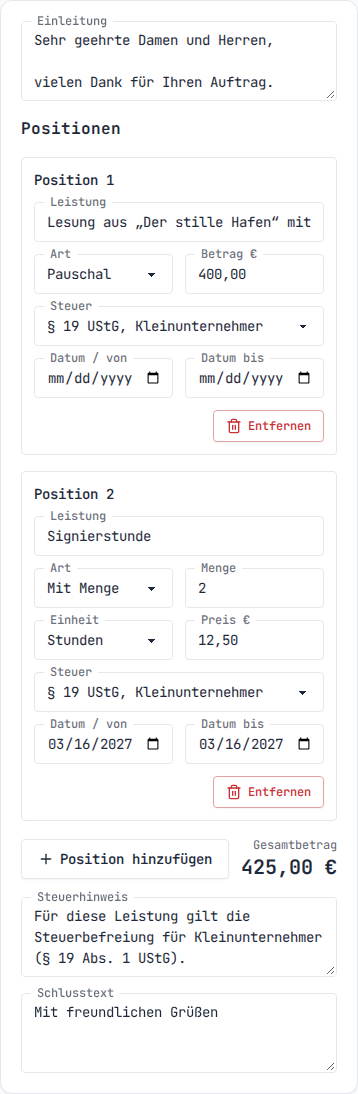 Einleitung
Sehr geehrte Damen und Herren,
vielen Dank für Ihren Auftrag.
Positionen
Position 1
Leistung
Lesung aus „Der stille Hafen“ mit
Art
Pauschal
Betrag €
400,00
Steuer
§ 19 UStG, Kleinunternehmer
Datum / von
mm/dd/yyyy
Datum bis
mm/dd/yyyy
Entfernen
Position 2
Leistung
Signierstunde
Art
Mit Menge
Menge
2
Einheit
Stunden
Preis €
12,50
Steuer
§ 19 UStG, Kleinunternehmer
Datum / von
03/16/2027
Datum bis
03/16/2027
Entfernen
+ Position hinzufügen
Gesamtbetrag
425,00 €
Steuerhinweis
Für diese Leistung gilt die
Steuerbefreiung für Kleinunternehmer
(§ 19 Abs. 1 UStG).
Schlusstext
Mit freundlichen Grüßen